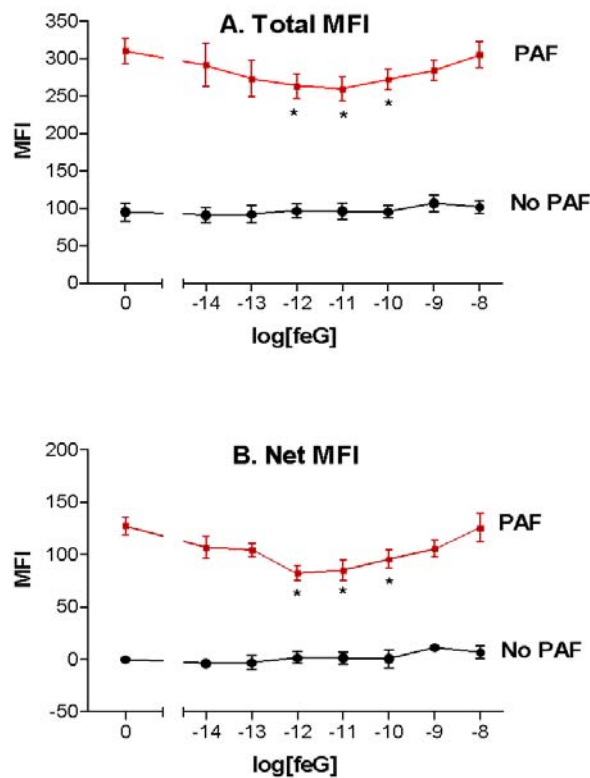 A. Total MFI
350
300
250
200
150
100
50
0
MFI
PAF
* * *
No PAF
0 -14 -13 -12 -11 -10 -9 -8
log[feG]
B. Net MFI
200
150
100
50
0
-50
MFI
PAF
* * *
No PAF
0 -14 -13 -12 -11 -10 -9 -8
log[feG]